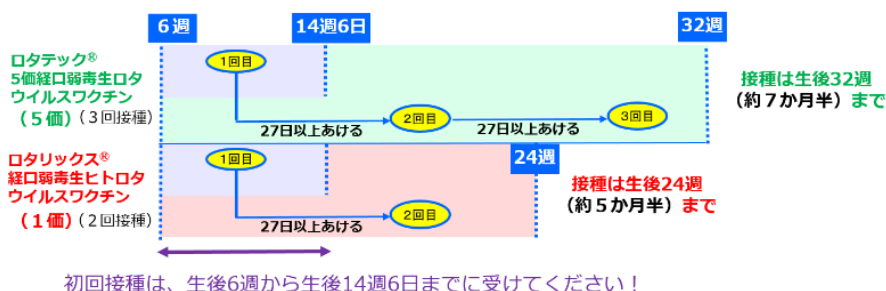 6週
14週6日
32週
ロタテック®
5価経口弱毒生ロタ
ウイルスワクチン
（５価）（３回接種）
1回目
27日以上あける
2回目
27日以上あける
3回目
接種は生後32週
（約７か月半）まで
ロタリックス®
経口弱毒生ヒトロタ
ウイルスワクチン
（１価）（２回接種）
1回目
27日以上あける
2回目
24週
接種は生後24週
（約５か月半）まで
初回接種は、生後6週から生後14週6日までに受けてください！